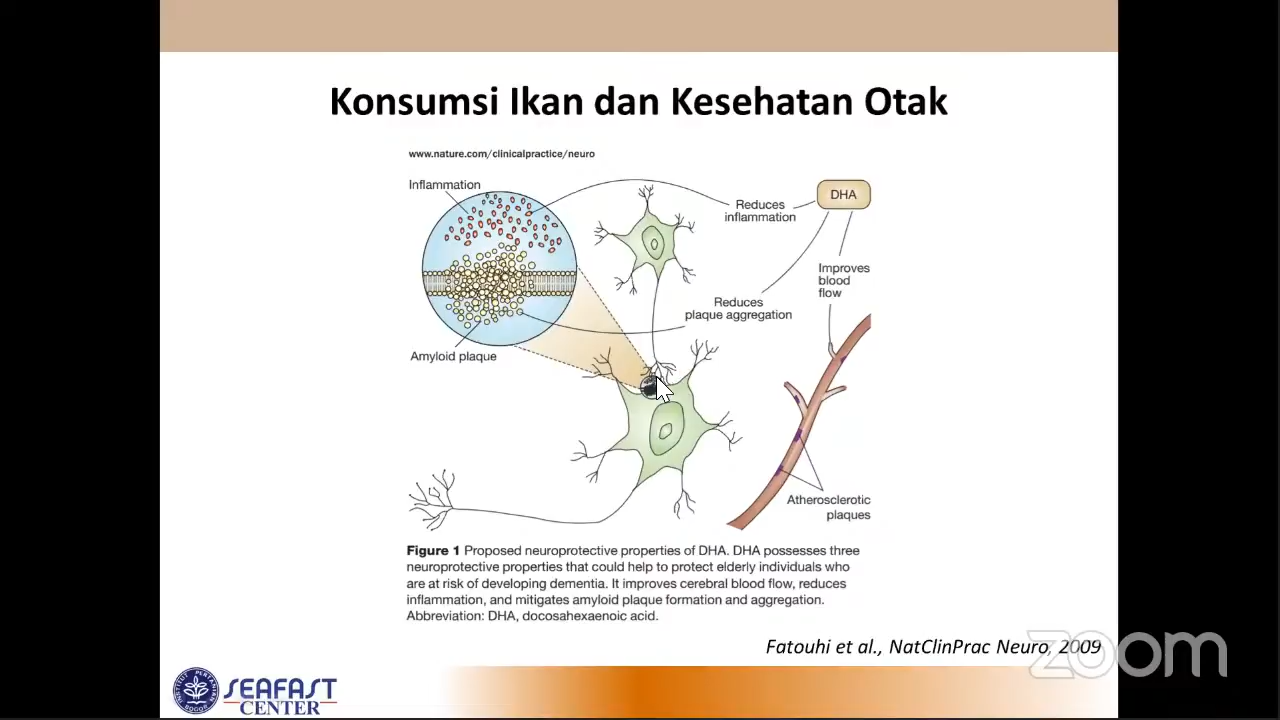 Konsumsi Ikan dan Kesehatan Otak
www.nature.com/clinicalpractice/neuro
Inflammation
DHA
Reduces
inflammation
Improves
blood
flow
Reduces
plaque aggregation
Amyloid plaque
Atherosclerotic
plaques
Figure 1 Proposed neuroprotective properties of DHA. DHA possesses three
neuroprotective properties that could help to protect elderly individuals who
are at risk of developing dementia. It improves cerebral blood flow, reduces
inflammation, and mitigates amyloid plaque formation and aggregation.
Abbreviation: DHA, docosahexaenoic acid.
Fatouhi et al., NatClinPrac Neuro, 2009
zoom
INSTITUT PERTANIAN
BOGOR
SEAFAST
CENTER